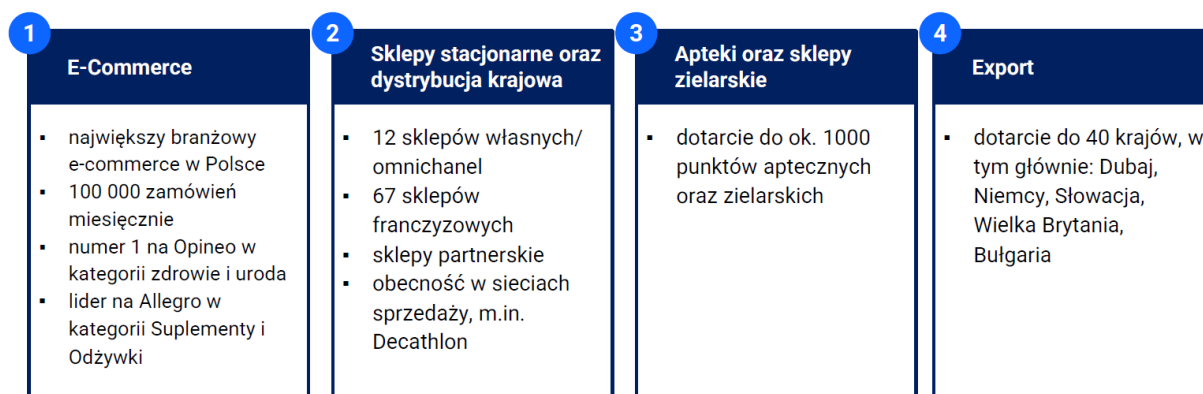 1
E-Commerce
▪ największy branżowy
e-commerce w Polsce
▪ 100 000 zamówień
miesięcznie
▪ numer 1 na Opineo w
kategorii zdrowie i uroda
▪ lider na Allegro w
kategorii Suplementy i
Odżywki
2
Sklepy stacjonarne oraz
dystrybucja krajowa
▪ 12 sklepów własnych/
omnichanel
▪ 67 sklepów
franczyzowych
▪ sklepy partnerskie
▪ obecność w sieciach
sprzedaży, m.in.
Decathlon
3
Apteki oraz sklepy
zielarskie
▪ dotarcie do ok. 1000
punktów aptecznych
oraz zielarskich
4
Export
▪ dotarcie do 40 krajów, w
tym głównie: Dubaj,
Niemcy, Słowacja,
Wielka Brytania,
Bułgaria